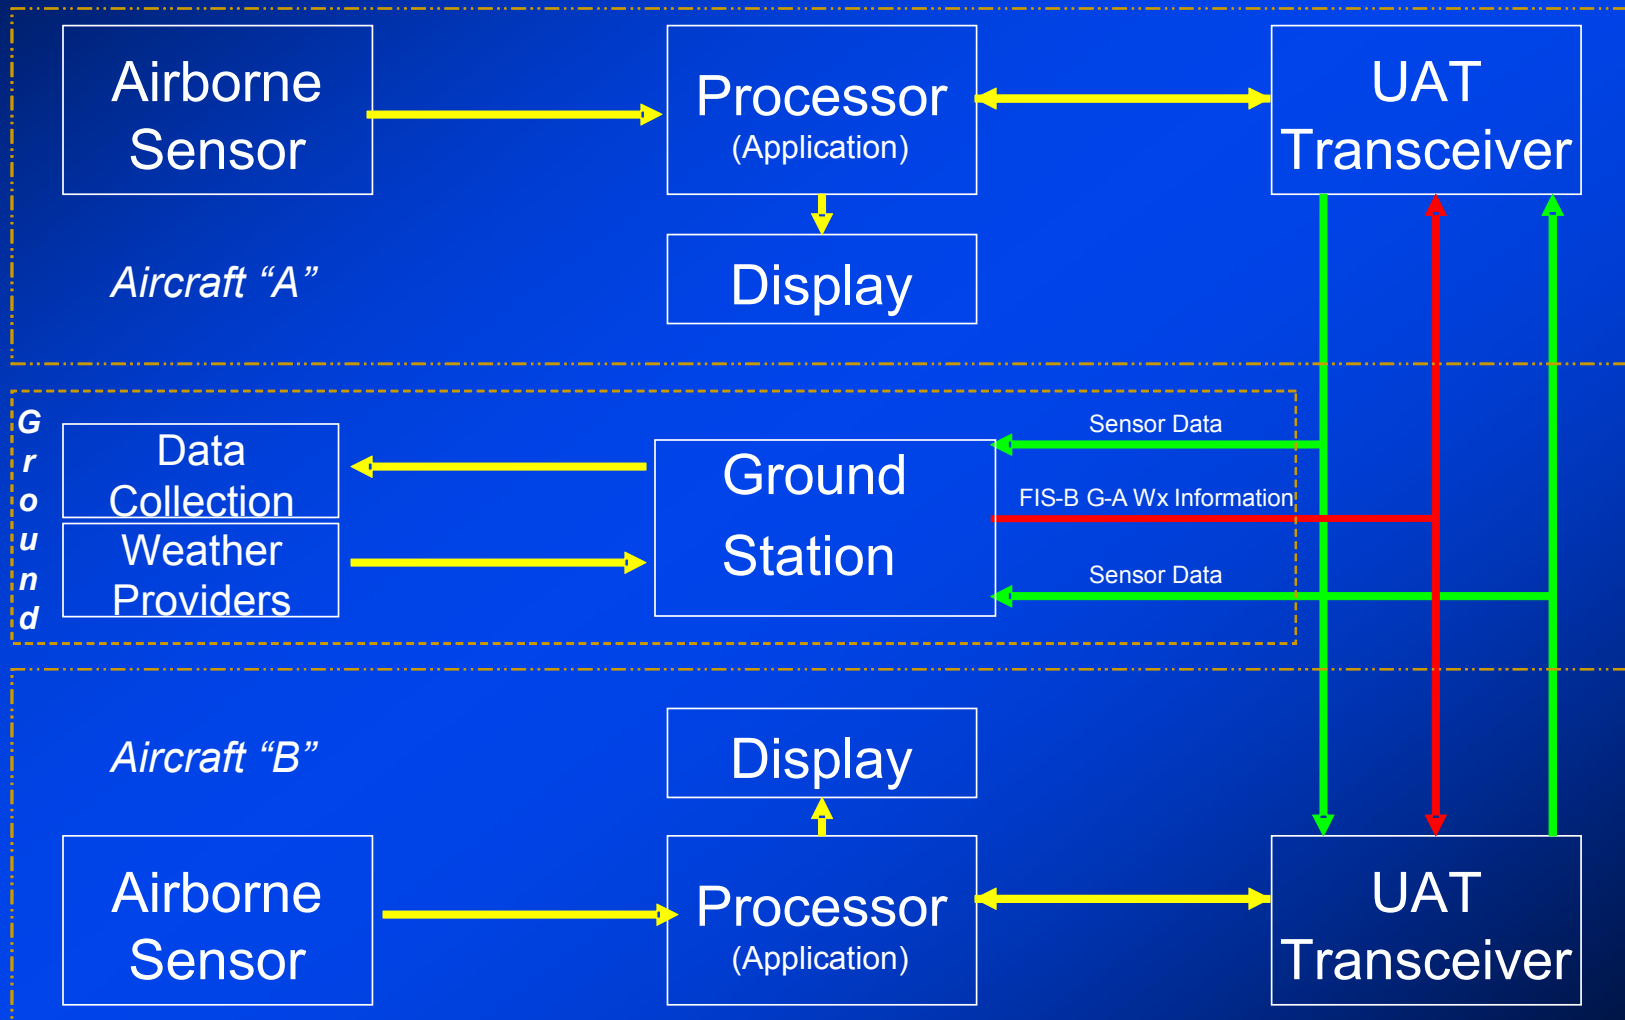 Airborne
Sensor
Processor
(Application)
UAT
Transceiver
Aircraft “A”
Display
Ground
Data
Collection
Weather
Providers
Ground
Station
Sensor Data
FIS-B G-A Wx Information
Sensor Data
Aircraft “B”
Display
Airborne
Sensor
Processor
(Application)
UAT
Transceiver